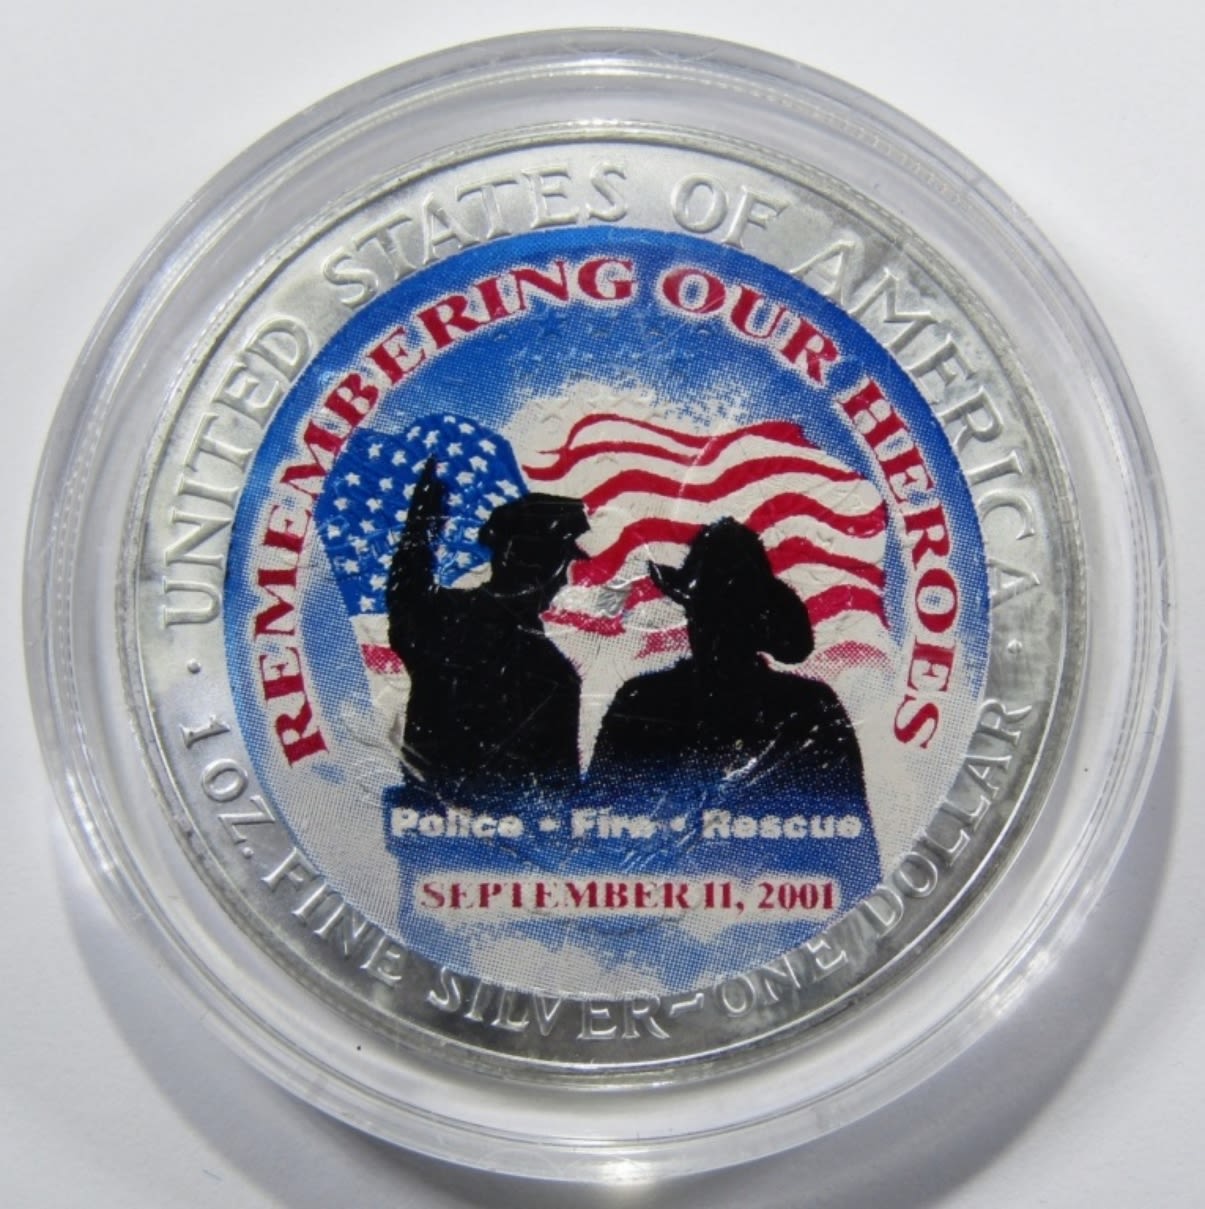 UNITED STATES OF AMERICA
REMEMBERING OUR HEROES
Police • Fire • Rescue
SEPTEMBER 11, 2001
1 OZ. FINE SILVER~ONE DOLLAR